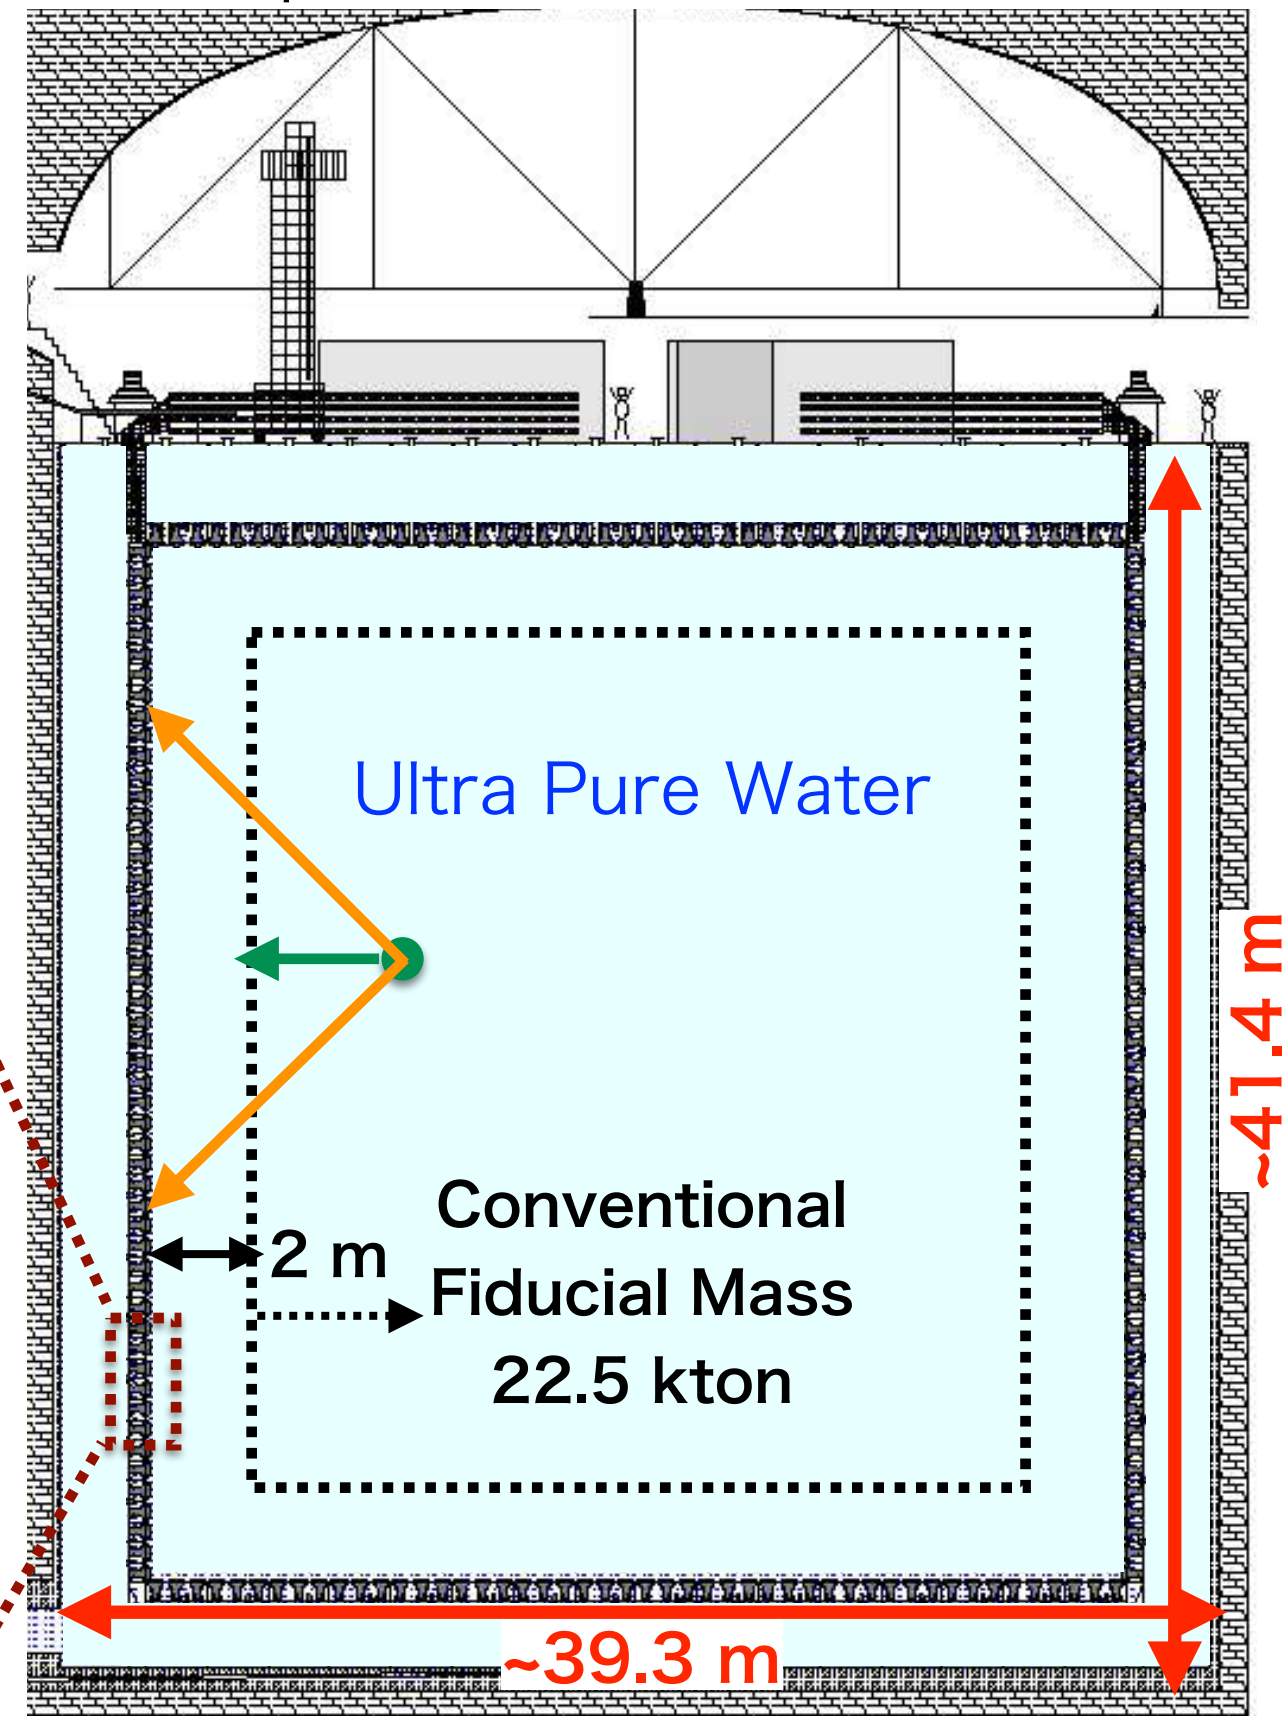 Ultra Pure Water
~41.4 m
Conventional
2 m
Fiducial Mass
22.5 kton
~39.3 m